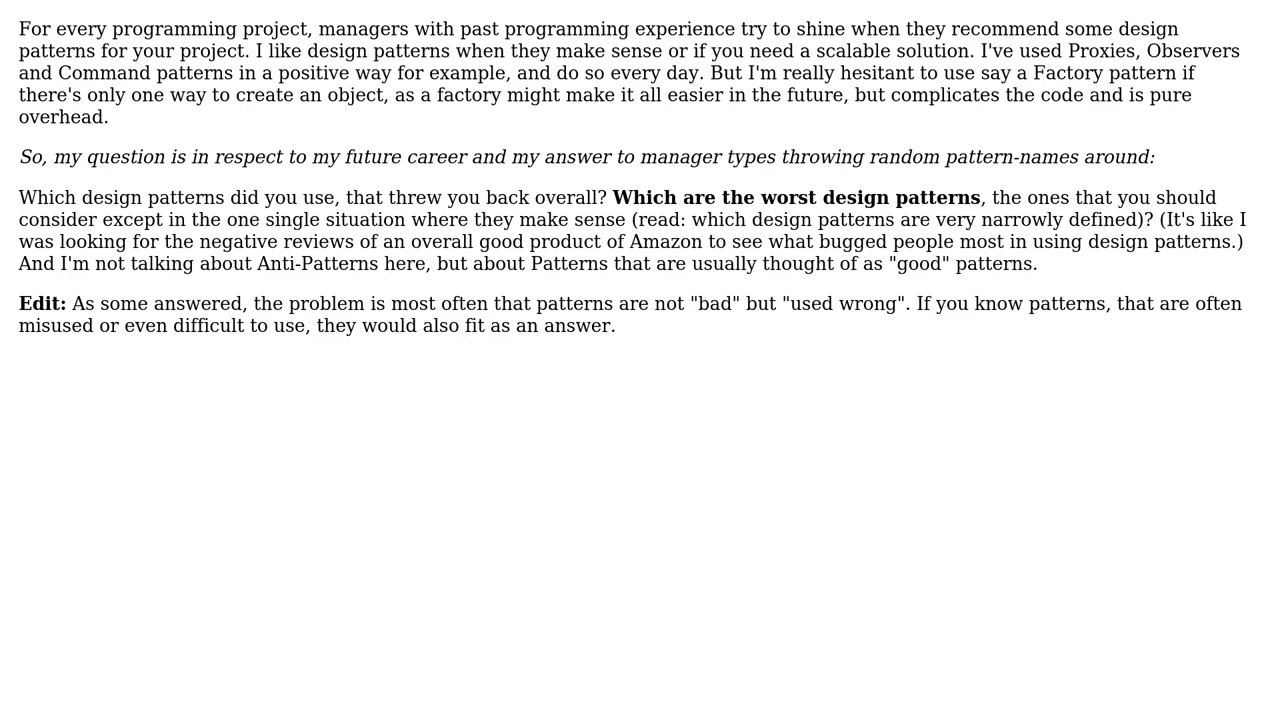 For every programming project, managers with past programming experience try to shine when they recommend some design
patterns for your project. I like design patterns when they make sense or if you need a scalable solution. I've used Proxies, Observers
and Command patterns in a positive way for example, and do so every day. But I'm really hesitant to use say a Factory pattern if
there's only one way to create an object, as a factory might make it all easier in the future, but complicates the code and is pure
overhead.
So, my question is in respect to my future career and my answer to manager types throwing random pattern-names around:
Which design patterns did you use, that threw you back overall? Which are the worst design patterns, the ones that you should
consider except in the one single situation where they make sense (read: which design patterns are very narrowly defined)? (It's like I
was looking for the negative reviews of an overall good product of Amazon to see what bugged people most in using design patterns.)
And I'm not talking about Anti-Patterns here, but about Patterns that are usually thought of as "good" patterns.
Edit: As some answered, the problem is most often that patterns are not "bad" but "used wrong". If you know patterns, that are often
misused or even difficult to use, they would also fit as an answer.